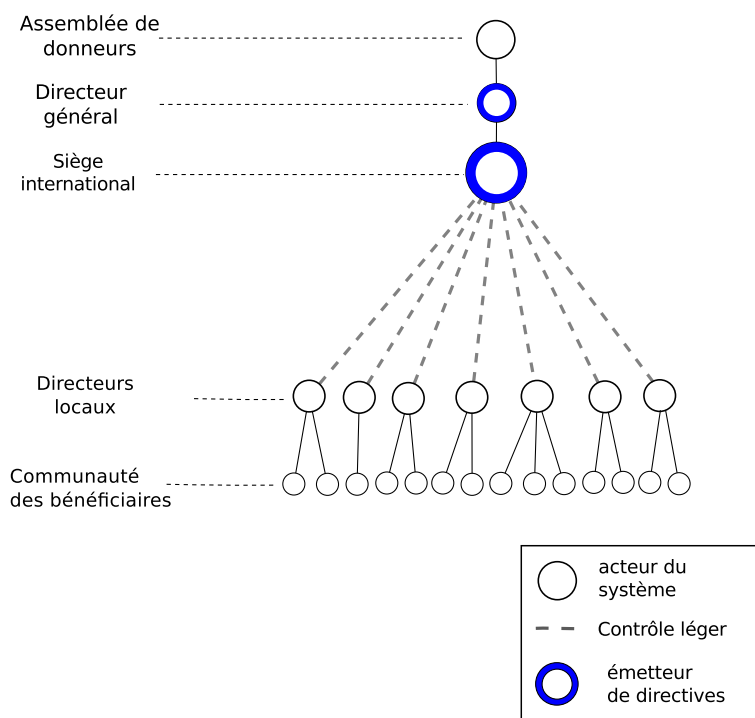 Assemblée de
donneurs
Directeur
général
Siège
international
Directeurs
locaux
Communauté
des bénéficiaires
acteur du
système
Contrôle léger
émetteur
de directives